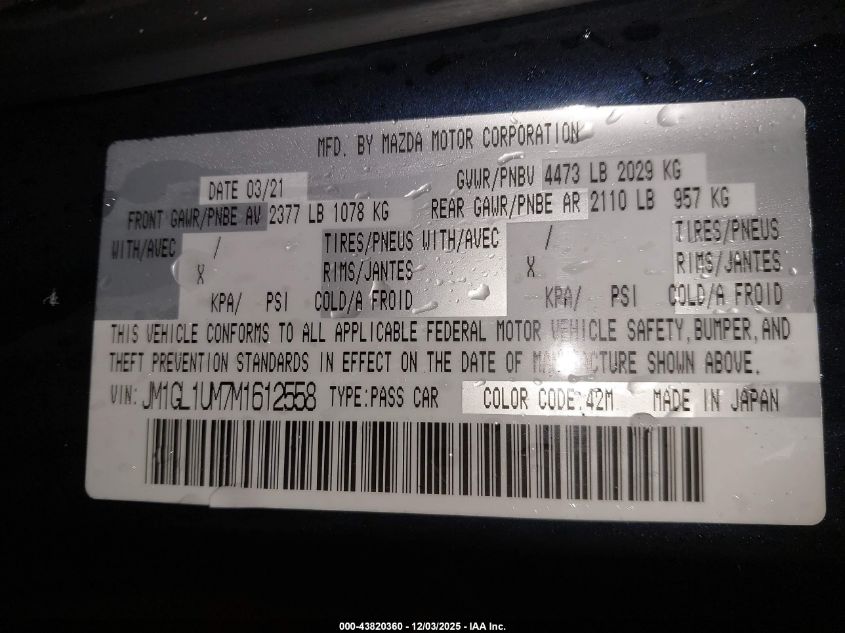 MFD. BY MAZDA MOTOR CORPORATION
DATE 03/21 GVWR/PNBV 4473 LB 2029 KG
FRONT GAWR/PNBE AV 2377 LB 1078 KG REAR GAWR/PNBE AR 2110 LB 957 KG
WITH/AVEC / TIRES/PNEUS WITH/AVEC / TIRES/PNEUS
X RIMS/JANTES X RIMS/JANTES
KPA/ PSI COLD/A FROID KPA/ PSI COLD/A FROID
THIS VEHICLE CONFORMS TO ALL APPLICABLE FEDERAL MOTOR VEHICLE SAFETY, BUMPER, AND
THEFT PREVENTION STANDARDS IN EFFECT ON THE DATE OF MANUFACTURE SHOWN ABOVE.
VIN: JM1GL1UM7M1612558 TYPE: PASS CAR COLOR CODE: 42M MADE IN JAPAN
000-43820360 - 12/03/2025 - IAA Inc.